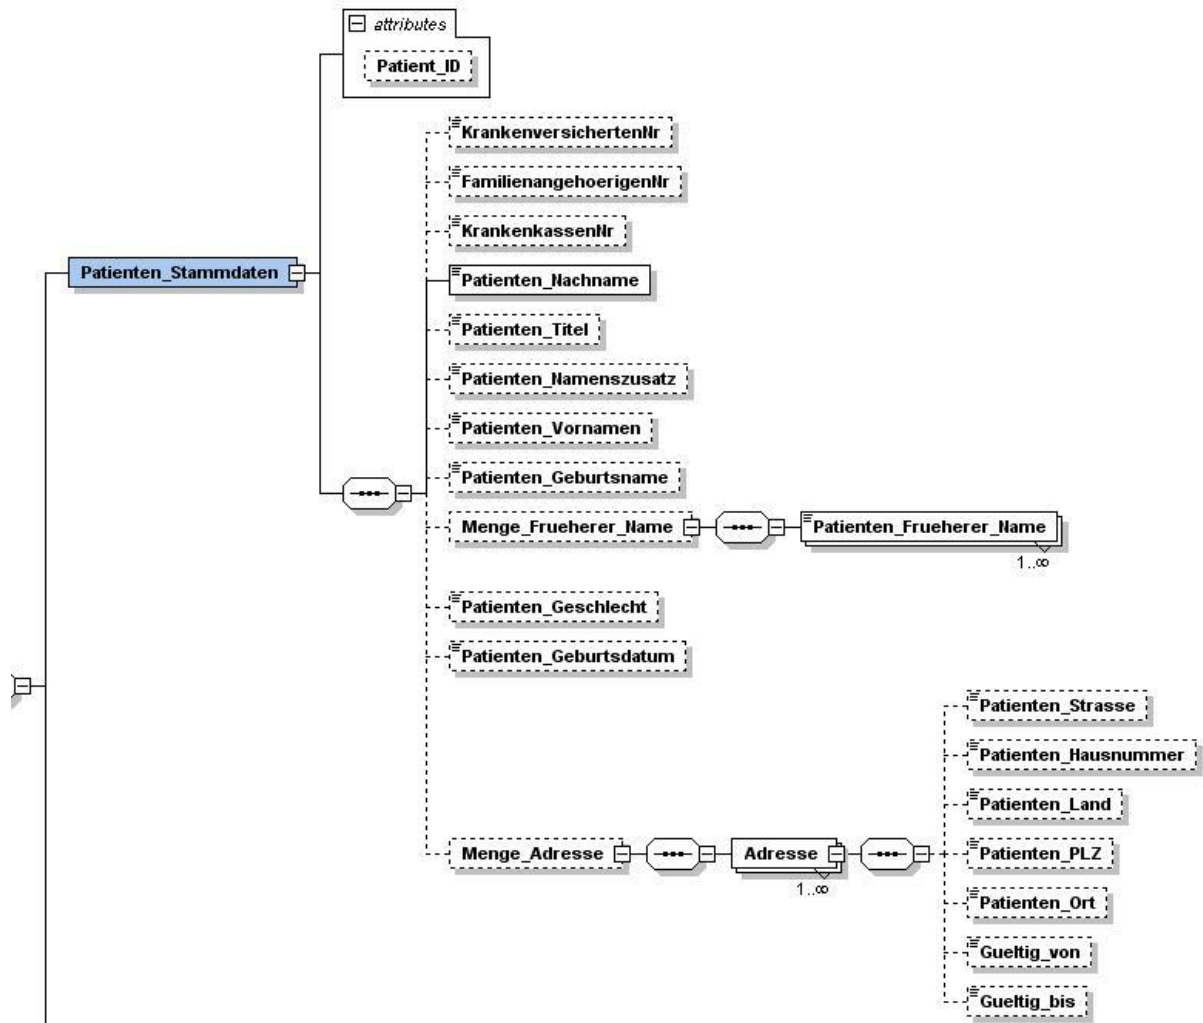 attributes
Patient_ID
KrankenversichertenNr
FamilienangehoerigenNr
KrankenkassenNr
Patienten_Stammdaten
Patienten_Nachname
Patienten_Titel
Patienten_Namenszusatz
Patienten_Vornamen
Patienten_Geburtsname
Menge_Frueherer_Name
Patienten_Frueherer_Name
1..∞
Patienten_Geschlecht
Patienten_Geburtsdatum
Menge_Adresse
Adresse
1..∞
Patienten_Strasse
Patienten_Hausnummer
Patienten_Land
Patienten_PLZ
Patienten_Ort
Gueltig_von
Gueltig_bis